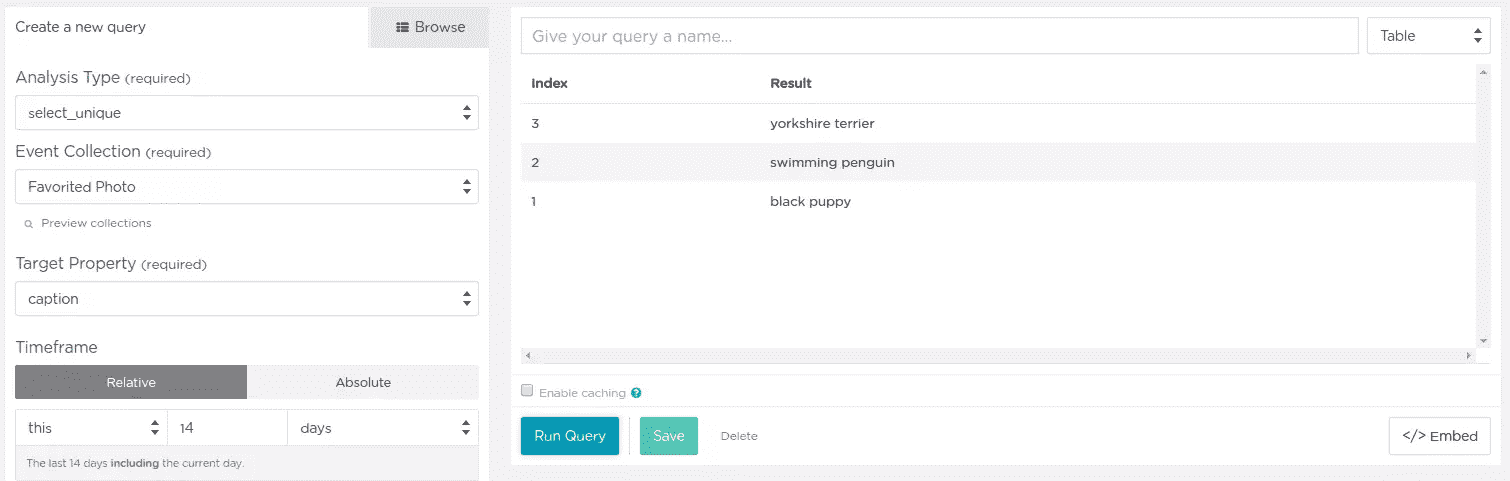 Create a new query
Browse
Analysis Type (required)
select_unique
Event Collection (required)
Favorited Photo
Preview collections
Target Property (required)
caption
Timeframe
Relative Absolute
this 14 days
The last 14 days including the current day.
Give your query a name... Table
Index Result
3 yorkshire terrier
2 swimming penguin
1 black puppy
Enable caching ?
Run Query Save Delete </> Embed